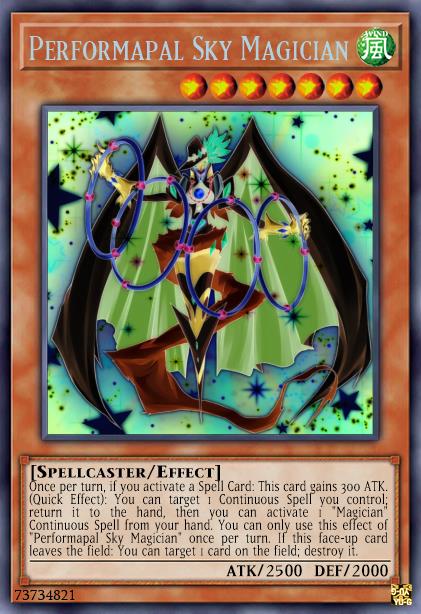 PERFORMAPAL SKY MAGICIAN
WIND
風
[SPELLCASTER/EFFECT]
Once per turn, if you activate a Spell Card: This card gains 300 ATK.
(Quick Effect): You can target 1 Continuous Spell you control;
return it to the hand, then you can activate 1 "Magician"
Continuous Spell from your hand. You can only use this effect of
"Performapal Sky Magician" once per turn. If this face-up card
leaves the field: You can target 1 card on the field; destroy it.
ATK/2500 DEF/2000
73734821